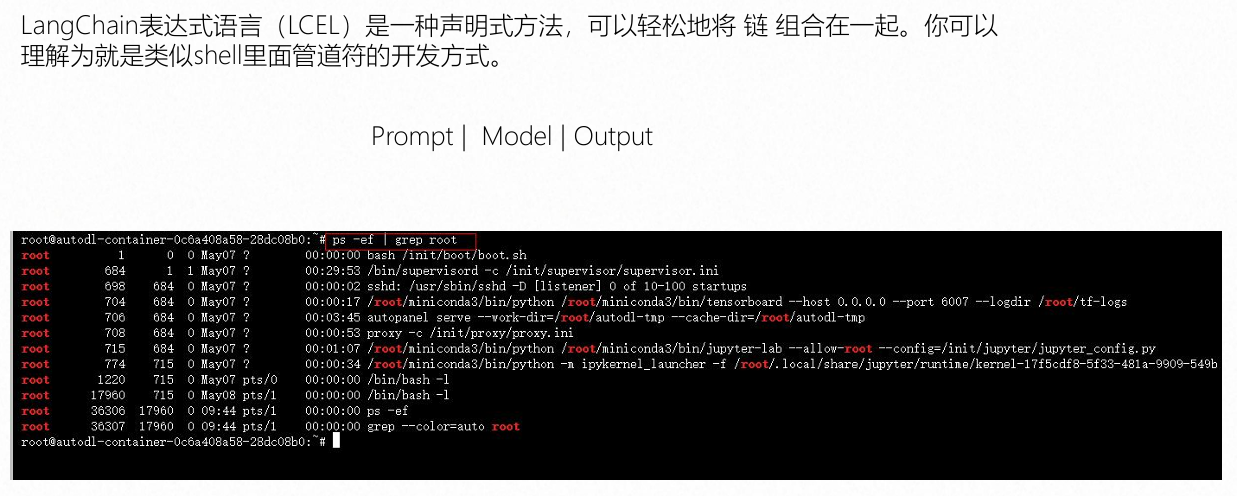 LangChain表达式语言（LCEL）是一种声明式方法，可以轻松地将 链 组合在一起。你可以
理解为就是类似shell里面管道符的开发方式。
Prompt | Model | Output
root@autodl-container-0c6a408a58-28dc08b0:~# ps -ef | grep root
root 1 0 0 May07 ? 00:00:00 bash /init/boot/boot.sh
root 684 1 1 May07 ? 00:29:53 /bin/supervisord -c /init/supervisor/supervisor.ini
root 698 684 0 May07 ? 00:00:02 sshd: /usr/sbin/sshd -D [listener] 0 of 10-100 startups
root 704 684 0 May07 ? 00:00:17 /root/miniconda3/bin/python /root/miniconda3/bin/tensorboard --host 0.0.0.0 --port 6007 --logdir /root/tf-logs
root 706 684 0 May07 ? 00:03:45 autopanel serve --work-dir=/root/autodl-tmp --cache-dir=/root/autodl-tmp
root 708 684 0 May07 ? 00:00:53 proxy -c /init/proxy/proxy.ini
root 715 684 0 May07 ? 00:01:07 /root/miniconda3/bin/python /root/miniconda3/bin/jupyter-lab --allow-root --config=/init/jupyter/jupyter_config.py
root 774 715 0 May07 ? 00:00:34 /root/miniconda3/bin/python -m ipykernel_launcher -f /root/.local/share/jupyter/runtime/kernel-17f5cdf8-5f33-481a-9909-549b
root 1220 715 0 May07 pts/0 00:00:00 /bin/bash -l
root 17960 715 0 May08 pts/1 00:00:00 /bin/bash -l
root 36306 17960 0 09:44 pts/1 00:00:00 ps -ef
root 36307 17960 0 09:44 pts/1 00:00:00 grep --color=auto root
root@autodl-container-0c6a408a58-28dc08b0:~#